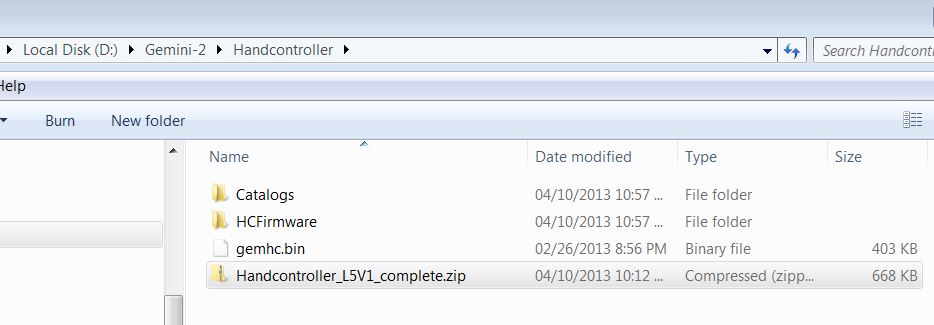 Local Disk (D:) Gemini-2 Handcontroller Search Handcont
Help
Burn New folder
Name Date modified Type Size
Catalogs 04/10/2013 10:57 ... File folder
HCFirmware 04/10/2013 10:57 ... File folder
gemhc.bin 02/26/2013 8:56 PM Binary file 403 KB
Handcontroller_L5V1_complete.zip 04/10/2013 10:12 ... Compressed (zipp... 668 KB